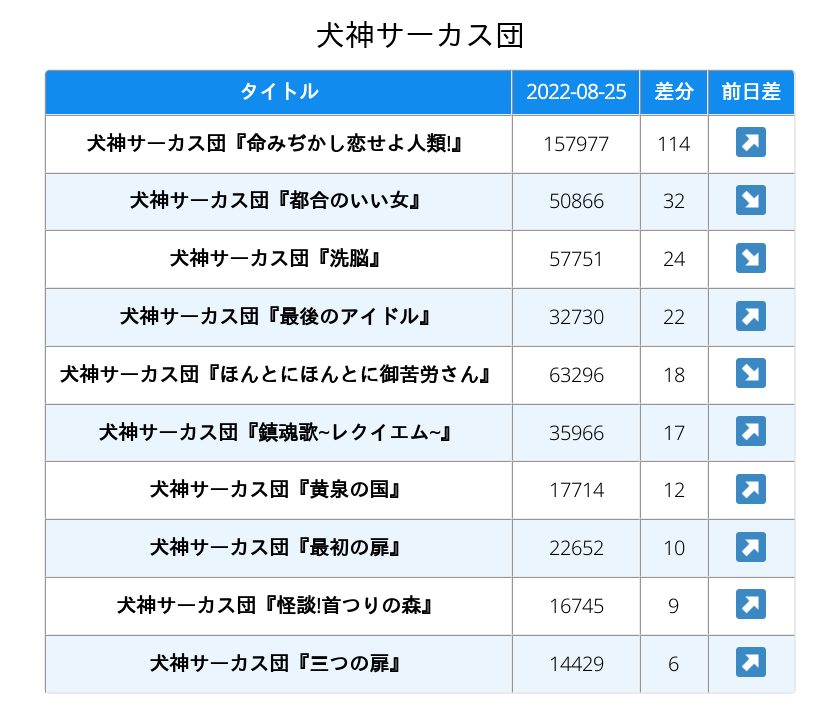 犬神サーカス団
タイトル 2022-08-25 差分 前日差
犬神サーカス団『命みぢかし恋せよ人類!』 157977 114 ↗
犬神サーカス団『都合のいい女』 50866 32 ↘
犬神サーカス団『洗脳』 57751 24 ↘
犬神サーカス団『最後のアイドル』 32730 22 ↗
犬神サーカス団『ほんとにほんとに御苦労さん』 63296 18 ↘
犬神サーカス団『鎮魂歌~レクイエム~』 35966 17 ↗
犬神サーカス団『黄泉の国』 17714 12 ↗
犬神サーカス団『最初の扉』 22652 10 ↗
犬神サーカス団『怪談!首つりの森』 16745 9 ↗
犬神サーカス団『三つの扉』 14429 6 ↗